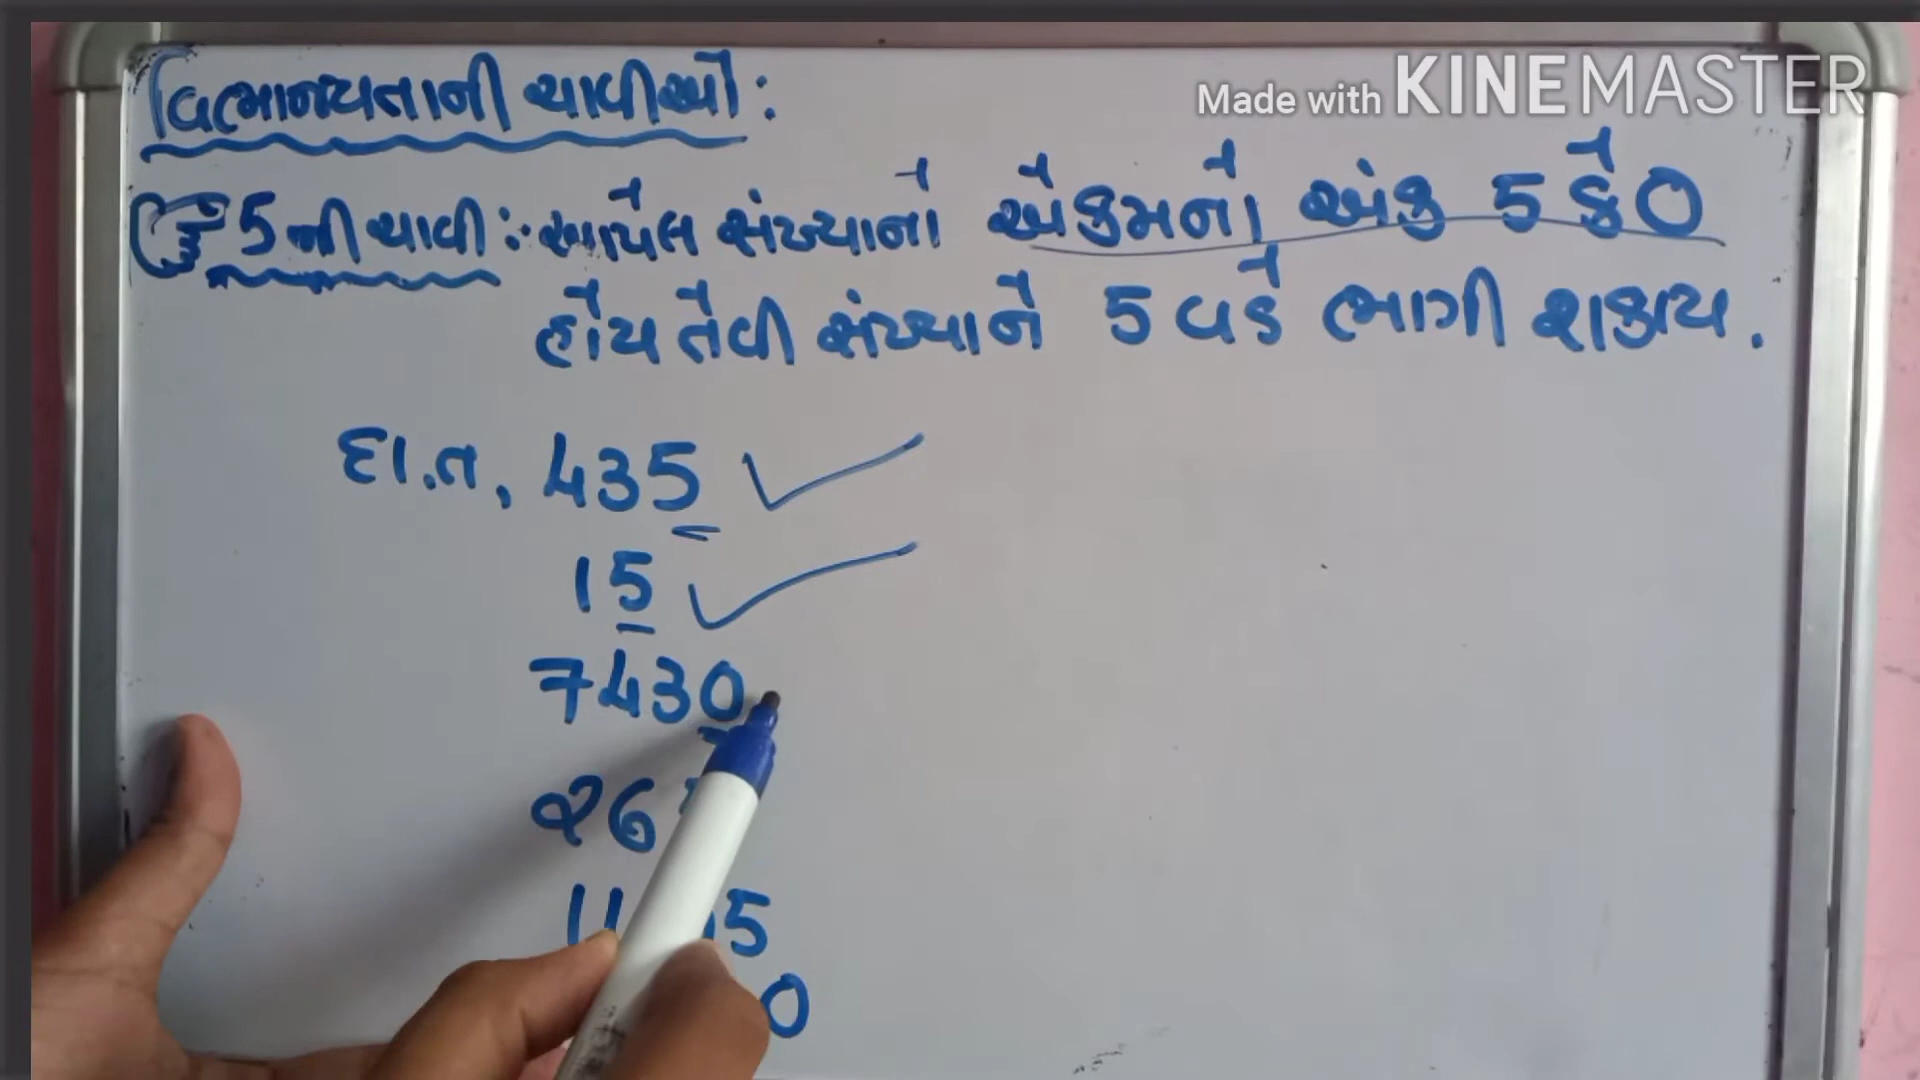 Made with KINEMASTER
વિભાજ્યતાની ચાવીઓ :
5 ની ચાવી : આપેલ સંખ્યાનો એકમનો અંક 5 કે 0
હોય તેવી સંખ્યાને 5 વડે ભાગી શકાય .
દા.ત, 435
15
7430